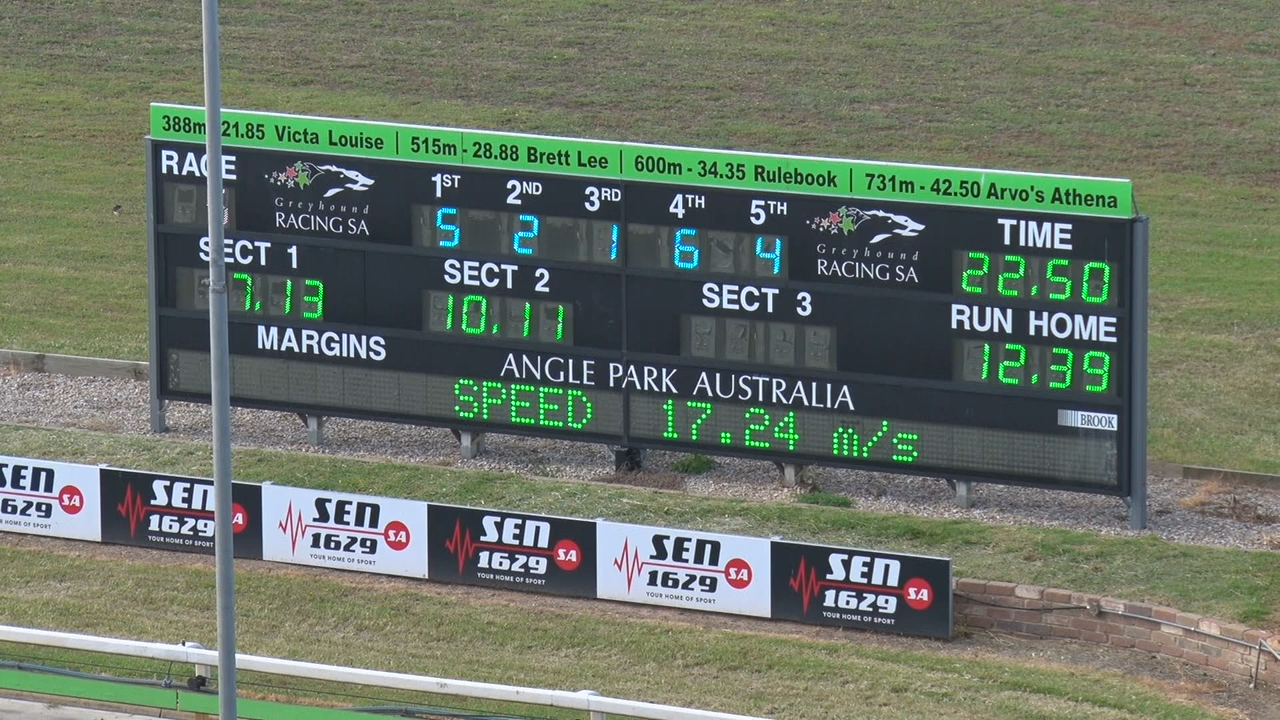 388m 21.85 Victa Louise | 515m - 28.88 Brett Lee | 600m - 34.35 Rulebook | 731m - 42.50 Arvo's Athena
RACE
Greyhound
RACING SA
1ST 2ND 3RD 4TH 5TH
5 2 1 6 4
Greyhound
RACING SA
TIME
22.50
SECT 1
7.13
SECT 2
10.11
SECT 3
RUN HOME
12.39
MARGINS
ANGLE PARK AUSTRALIA
SPEED 17.24 m/s
BROOK
SEN SA
1629
YOUR HOME OF SPORT
SEN
1629
YOUR HOME OF SPORT
SEN SA
1629
YOUR HOME OF SPORT
SEN SA
1629
YOUR HOME OF SPORT
SEN SA
1629
YOUR HOME OF SPORT
SEN SA
1629
YOUR HOME OF SPORT